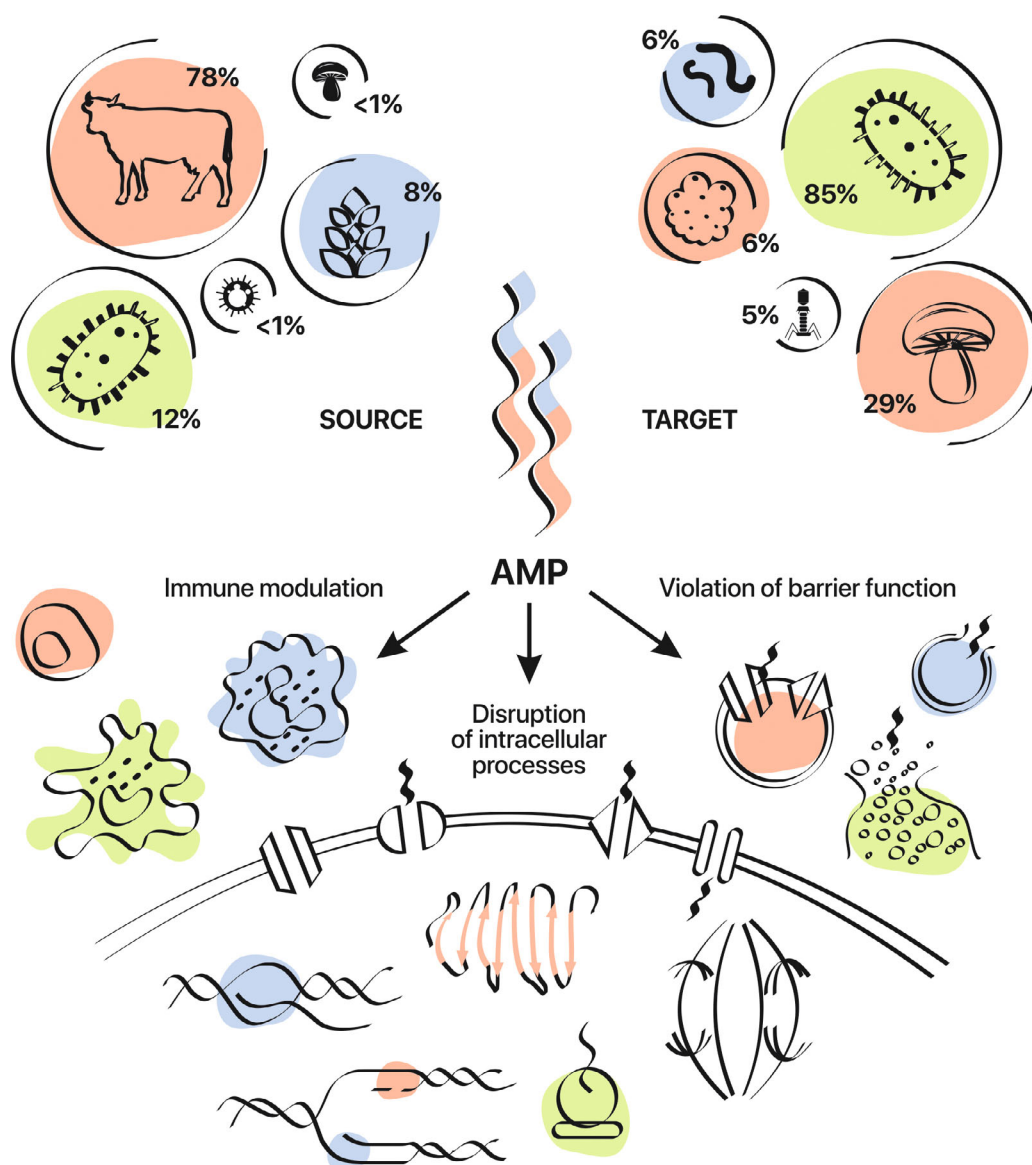 78%
<1%
8%
<1%
12%
SOURCE
6%
85%
6%
5%
29%
TARGET
AMP
Immune modulation
Violation of barrier function
Disruption
of intracellular
processes